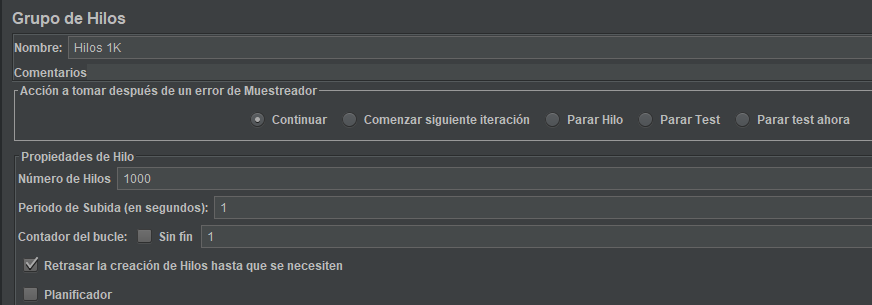 Grupo de Hilos
Nombre: Hilos 1K
Comentarios
Acción a tomar después de un error de Muestreador
Continuar Comenzar siguiente iteración Parar Hilo Parar Test Parar test ahora
Propiedades de Hilo
Número de Hilos 1000
Periodo de Subida (en segundos): 1
Contador del bucle: Sin fín 1
Retrasar la creación de Hilos hasta que se necesiten
Planificador